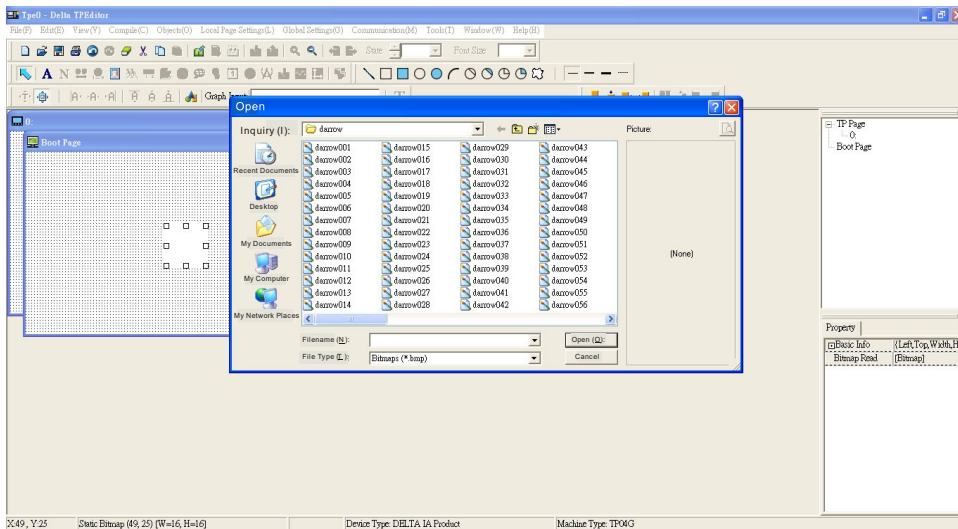 Tpe0 - Delta TPEditor
File(F) Edit(E) View(V) Compile(C) Objects(O) Local Page Settings(L) Global Settings(G) Communication(M) Tools(T) Window(W) Help(H)
State Font Size
Graph Input
0:
Boot Page
Open
Inquiry (I): darrow Picture:
Recent Documents
Desktop
My Documents
My Computer
My Network Places
darrow001 darrow015 darrow029 darrow043
darrow002 darrow016 darrow030 darrow044
darrow003 darrow017 darrow031 darrow045
darrow004 darrow018 darrow032 darrow046
darrow005 darrow019 darrow033 darrow047
darrow006 darrow020 darrow034 darrow048
darrow007 darrow021 darrow035 darrow049
darrow008 darrow022 darrow036 darrow050
darrow009 darrow023 darrow037 darrow051
darrow010 darrow024 darrow038 darrow052
darrow011 darrow025 darrow039 darrow053
darrow012 darrow026 darrow040 darrow054
darrow013 darrow027 darrow041 darrow055
darrow014 darrow028 darrow042 darrow056
(None)
Filename (N): Open (O):
File Type (E): Bitmaps (*.bmp) Cancel
TP Page
0:
Boot Page
Property
Basic Info {Left,Top,Width,H
Bitmap Read [Bitmap]
X:49 , Y:25 Static Bitmap (49, 25) [W=16, H=16] Device Type: DELTA IA Product Machine Type: TP04G